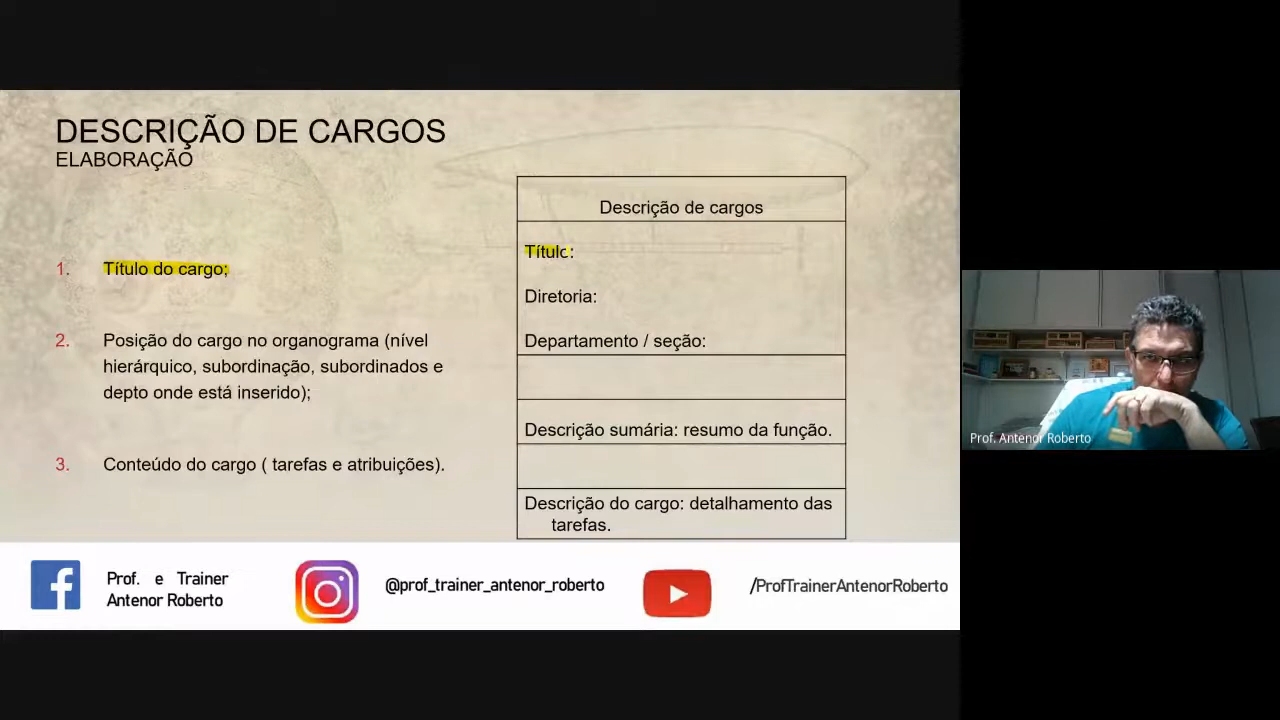 DESCRIÇÃO DE CARGOS
ELABORAÇÃO
1. Título do cargo;
2. Posição do cargo no organograma (nível
hierárquico, subordinação, subordinados e
depto onde está inserido);
3. Conteúdo do cargo ( tarefas e atribuições).
Descrição de cargos
Título:
Diretoria:
Departamento / seção:
Descrição sumária: resumo da função.
Descrição do cargo: detalhamento das
tarefas.
Prof. e Trainer
Antenor Roberto
@prof_trainer_antenor_roberto
/ProfTrainerAntenorRoberto
Prof. Antenor Roberto